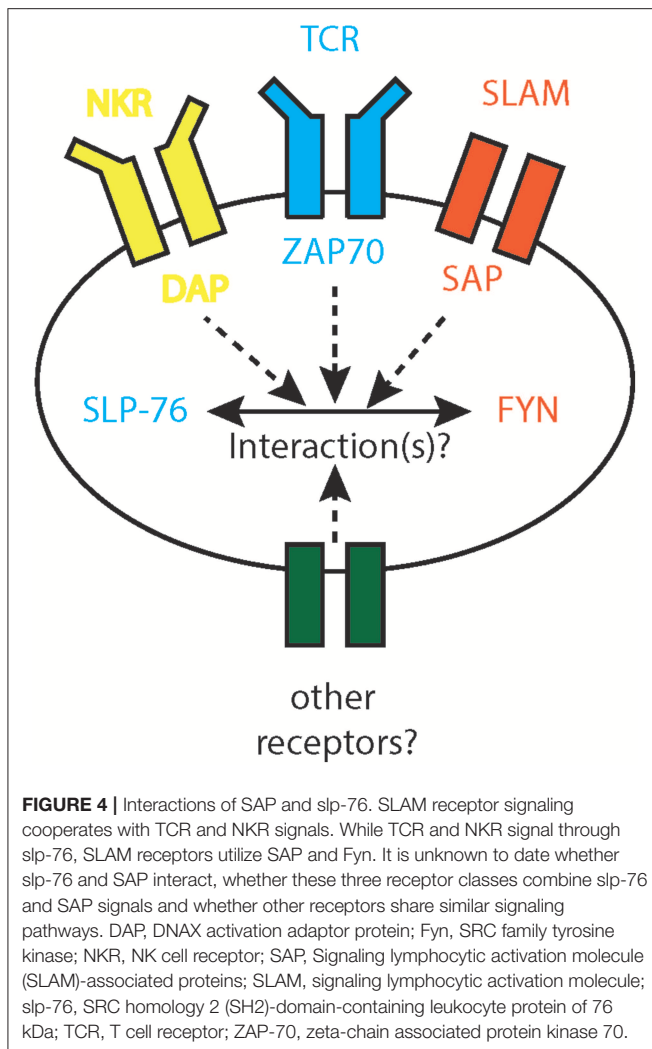 TCR
NKR
SLAM
ZAP70
DAP
SAP
SLP-76
FYN
Interaction(s)?
other
receptors?
FIGURE 4 | Interactions of SAP and slp-76. SLAM receptor signaling
cooperates with TCR and NKR signals. While TCR and NKR signal through
slp-76, SLAM receptors utilize SAP and Fyn. It is unknown to date whether
slp-76 and SAP interact, whether these three receptor classes combine slp-76
and SAP signals and whether other receptors share similar signaling
pathways. DAP, DNAX activation adaptor protein; Fyn, SRC family tyrosine
kinase; NKR, NK cell receptor; SAP, Signaling lymphocytic activation molecule
(SLAM)-associated proteins; SLAM, signaling lymphocytic activation molecule;
slp-76, SRC homology 2 (SH2)-domain-containing leukocyte protein of 76
kDa; TCR, T cell receptor; ZAP-70, zeta-chain associated protein kinase 70.